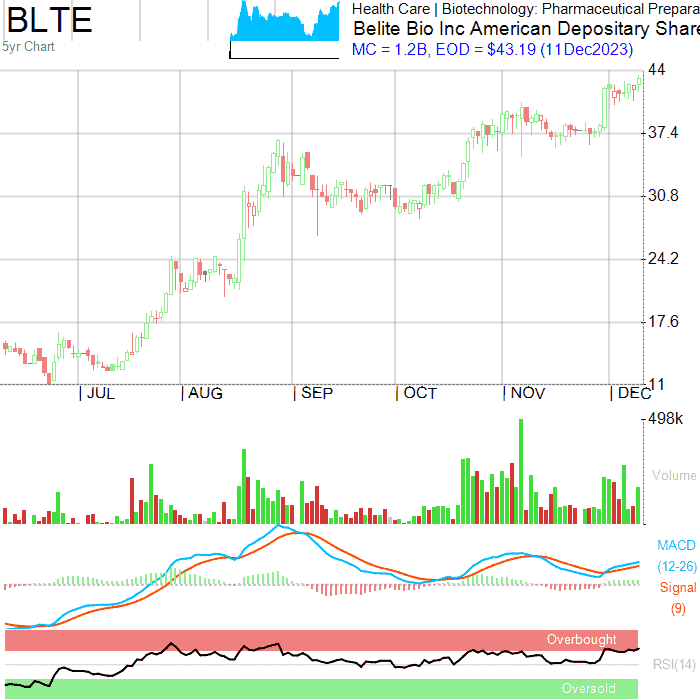 BLTE
5yr Chart
Health Care | Biotechnology: Pharmaceutical Prepara
Belite Bio Inc American Depositary Share
MC = 1.2B, EOD = $43.19 (11Dec2023)
44
37.4
30.8
24.2
17.6
11
|JUL |AUG |SEP |OCT |NOV |DEC
498k
Volume
MACD
(12-26)
Signal
(9)
Overbought
RSI(14)
Oversold